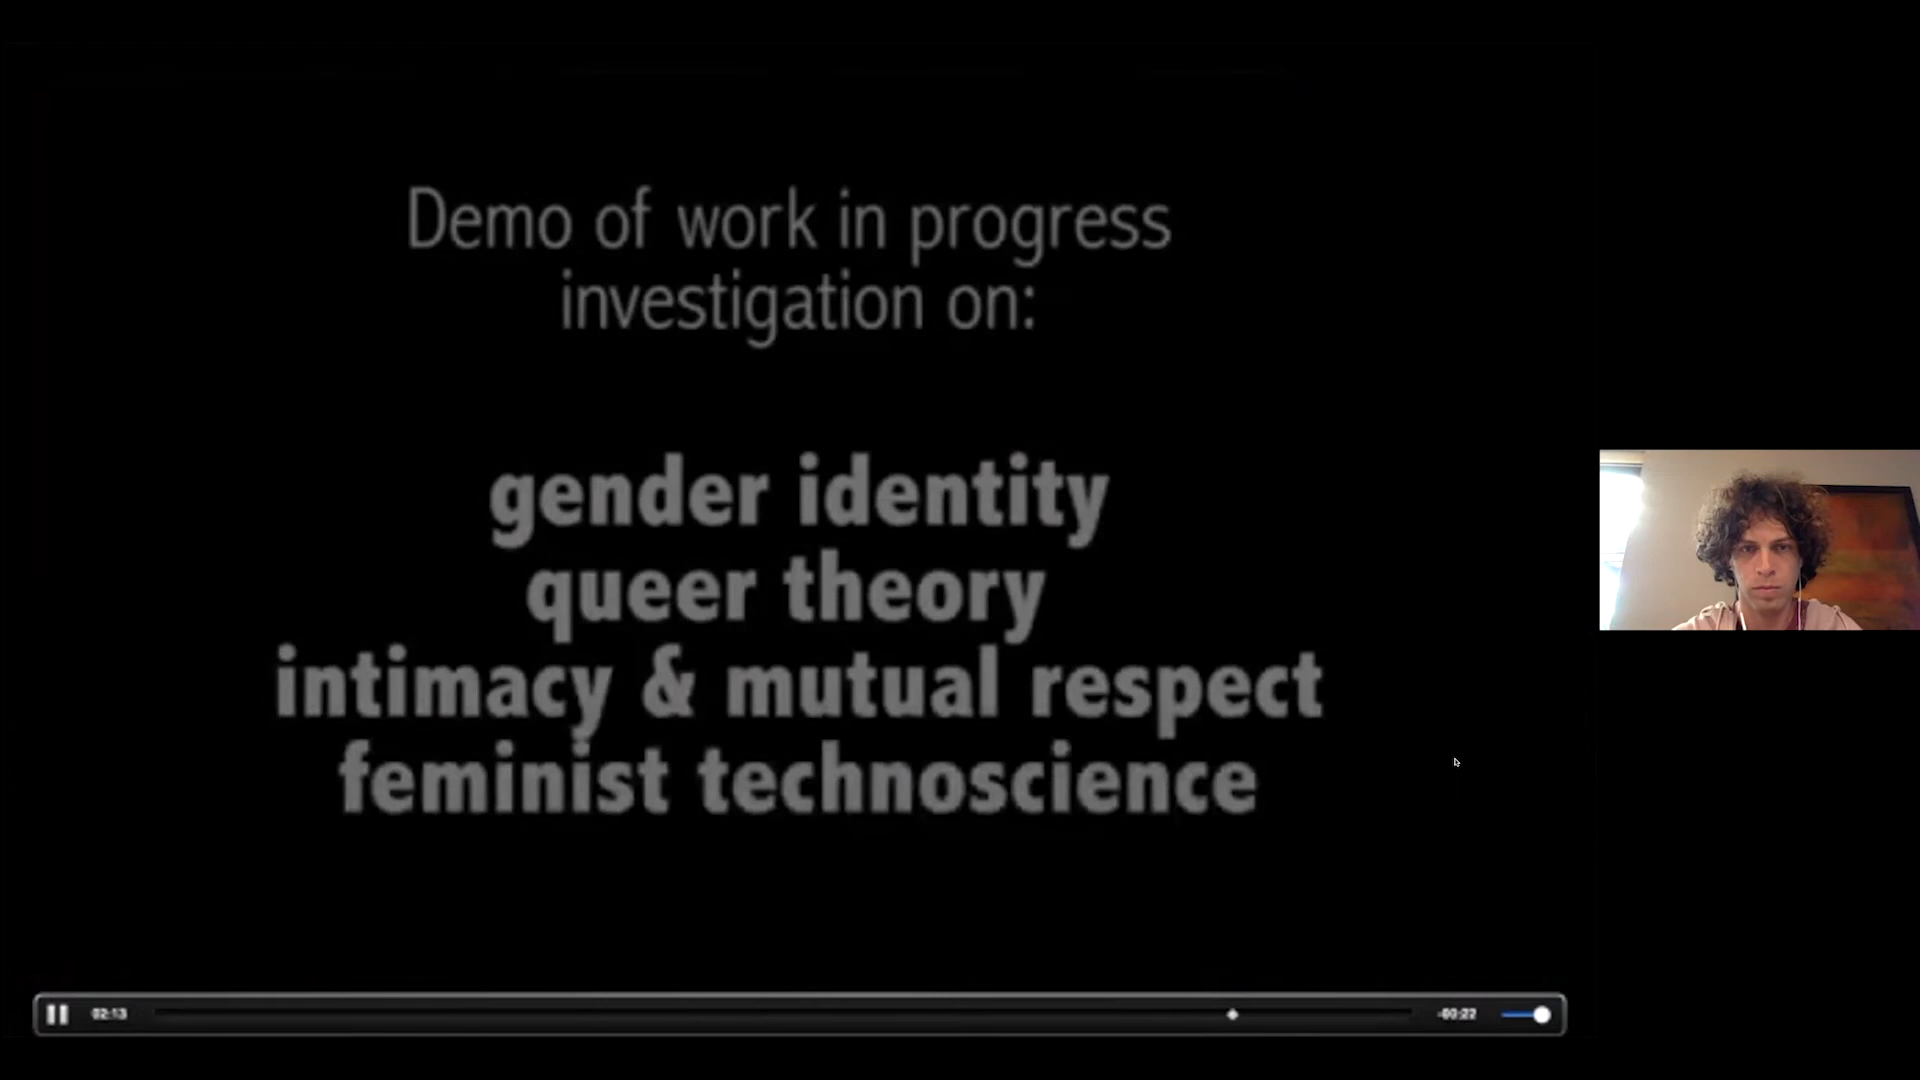 Demo of work in progress
investigation on:
gender identity
queer theory
intimacy & mutual respect
feminist technoscience
02:13
-00:22